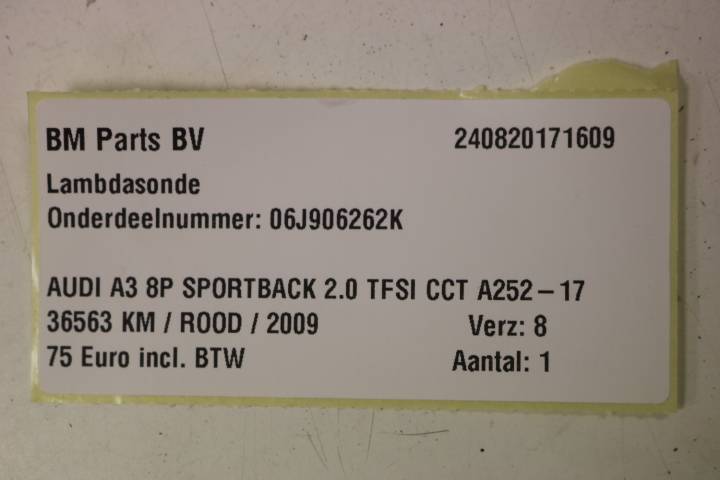 BM Parts BV 240820171609
Lambdasonde
Onderdeelnummer: 06J906262K
AUDI A3 8P SPORTBACK 2.0 TFSI CCT A252-17
36563 KM / ROOD / 2009 Verz: 8
75 Euro incl. BTW Aantal: 1